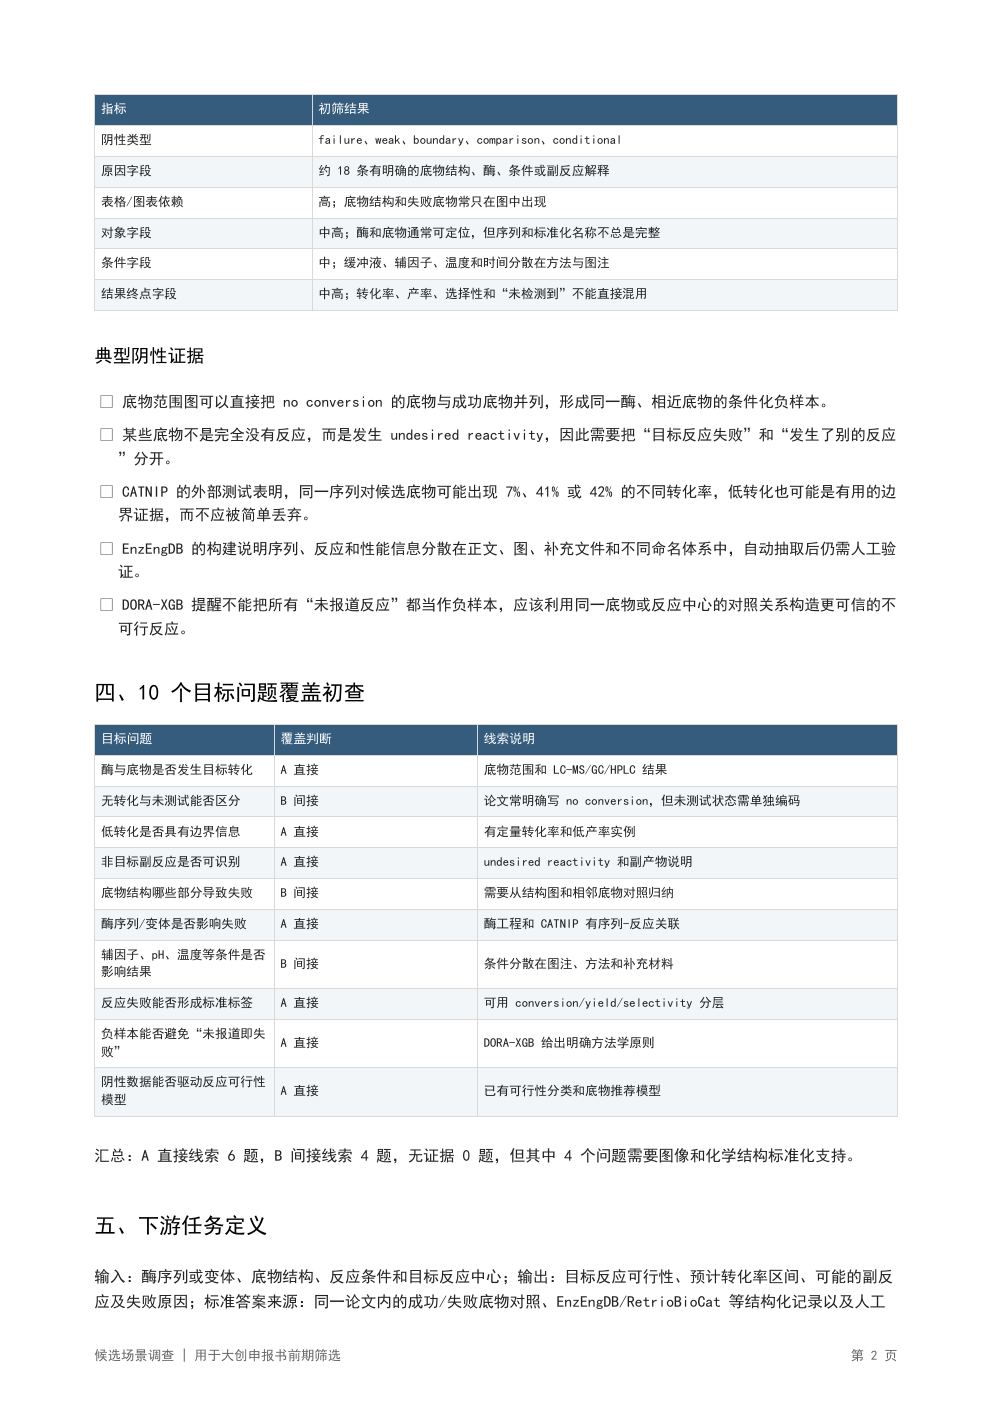 指标 初筛结果
阴性类型 failure、weak、boundary、comparison、conditional
原因字段 约 18 条有明确的底物结构、酶、条件或副反应解释
表格/图表依赖 高；底物结构和失败底物常只在图中出现
对象字段 中高；酶和底物通常可定位，但序列和标准化名称不总是完整
条件字段 中；缓冲液、辅因子、温度和时间分散在方法与图注
结果终点字段 中高；转化率、产率、选择性和“未检测到”不能直接混用
典型阴性证据
□ 底物范围图可以直接把 no conversion 的底物与成功底物并列，形成同一酶、相近底物的条件化负样本。
□ 某些底物不是完全没有反应，而是发生 undesired reactivity，因此需要把“目标反应失败”和“发生了别的反应
”分开。
□ CATNIP 的外部测试表明，同一序列对候选底物可能出现 7%、41% 或 42% 的不同转化率，低转化也可能是有用的边
界证据，而不应被简单丢弃。
□ EnzEngDB 的构建说明序列、反应和性能信息分散在正文、图、补充文件和不同命名体系中，自动抽取后仍需人工验
证。
□ DORA-XGB 提醒不能把所有“未报道反应”都当作负样本，应该利用同一底物或反应中心的对照关系构造更可信的不
可行反应。
四、10 个目标问题覆盖初查
目标问题 覆盖判断 线索说明
酶与底物是否发生目标转化 A 直接 底物范围和 LC-MS/GC/HPLC 结果
无转化与未测试能否区分 B 间接 论文常明确写 no conversion，但未测试状态需单独编码
低转化是否具有边界信息 A 直接 有定量转化率和低产率实例
非目标副反应是否可识别 A 直接 undesired reactivity 和副产物说明
底物结构哪些部分导致失败 B 间接 需要从结构图和相邻底物对照归纳
酶序列/变体是否影响失败 A 直接 酶工程和 CATNIP 有序列-反应关联
辅因子、pH、温度等条件是否
影响结果 B 间接 条件分散在图注、方法和补充材料
反应失败能否形成标准标签 A 直接 可用 conversion/yield/selectivity 分层
负样本能否避免“未报道即失
败” A 直接 DORA-XGB 给出明确方法学原则
阴性数据能否驱动反应可行性
模型 A 直接 已有可行性分类和底物推荐模型
汇总：A 直接线索 6 题，B 间接线索 4 题，无证据 0 题，但其中 4 个问题需要图像和化学结构标准化支持。
五、下游任务定义
输入：酶序列或变体、底物结构、反应条件和目标反应中心；输出：目标反应可行性、预计转化率区间、可能的副反
应及失败原因；标准答案来源：同一论文内的成功/失败底物对照、EnzEngDB/RetrioBioCat 等结构化记录以及人工
候选场景调查 | 用于大创申报书前期筛选 第 2 页